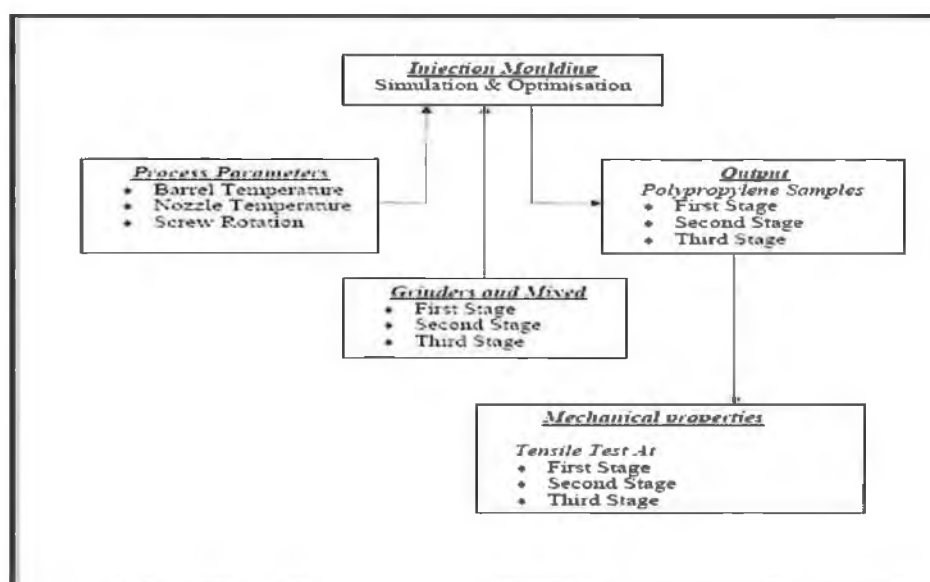 Injection Moulding
Simulation & Optimisation
Process Parameters
• Barrel Temperature
• Nozzle Temperature
• Screw Rotation
Output
Polypropylene Samples
• First Stage
• Second Stage
• Third Stage
Grinders and Mixed
• First Stage
• Second Stage
• Third Stage
Mechanical properties
Tensile Test At
• First Stage
• Second Stage
• Third Stage